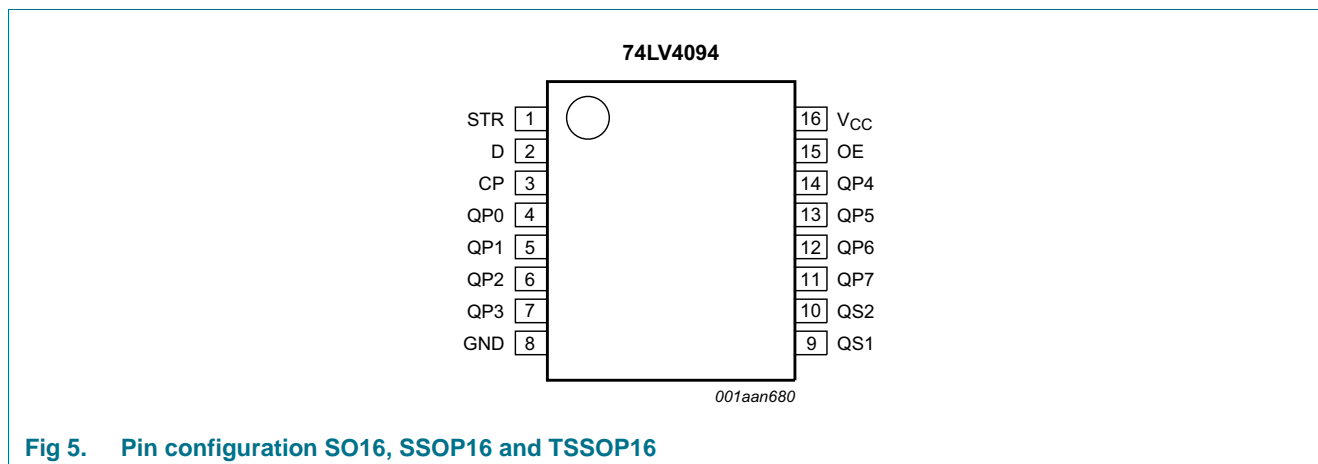 74LV4094
STR 1 16 VCC
D 2 15 OE
CP 3 14 QP4
QP0 4 13 QP5
QP1 5 12 QP6
QP2 6 11 QP7
QP3 7 10 QS2
GND 8 9 QS1
001aan680
Fig 5. Pin configuration SO16, SSOP16 and TSSOP16